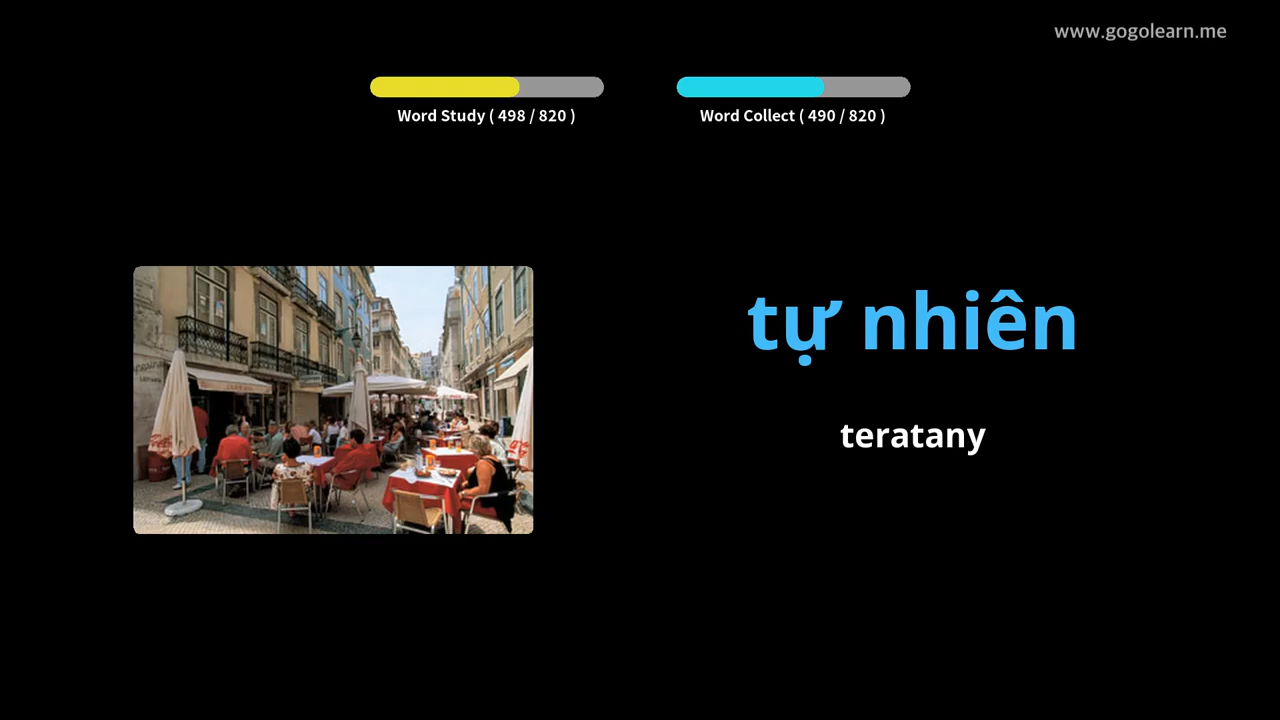 www.gogolearn.me
Word Study ( 498 / 820 )
Word Collect ( 490 / 820 )
tự nhiên
teratany